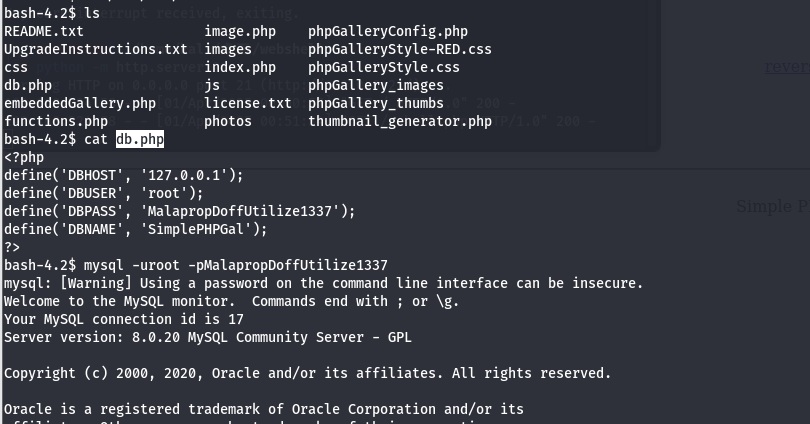 bash-4.2$ ls
README.txt image.php phpGalleryConfig.php
UpgradeInstructions.txt images phpGalleryStyle-RED.css
css index.php phpGalleryStyle.css
db.php js phpGallery_images
embeddedGallery.php license.txt phpGallery_thumbs
functions.php photos thumbnail_generator.php
bash-4.2$ cat db.php
<?php
define('DBHOST', '127.0.0.1');
define('DBUSER', 'root');
define('DBPASS', 'MalapropDoffUtilize1337');
define('DBNAME', 'SimplePHPGal');
?>
bash-4.2$ mysql -uroot -pMalapropDoffUtilize1337
mysql: [Warning] Using a password on the command line interface can be insecure.
Welcome to the MySQL monitor.  Commands end with ; or \g.
Your MySQL connection id is 17
Server version: 8.0.20 MySQL Community Server - GPL
Copyright (c) 2000, 2020, Oracle and/or its affiliates. All rights reserved.
Oracle is a registered trademark of Oracle Corporation and/or its
Simple